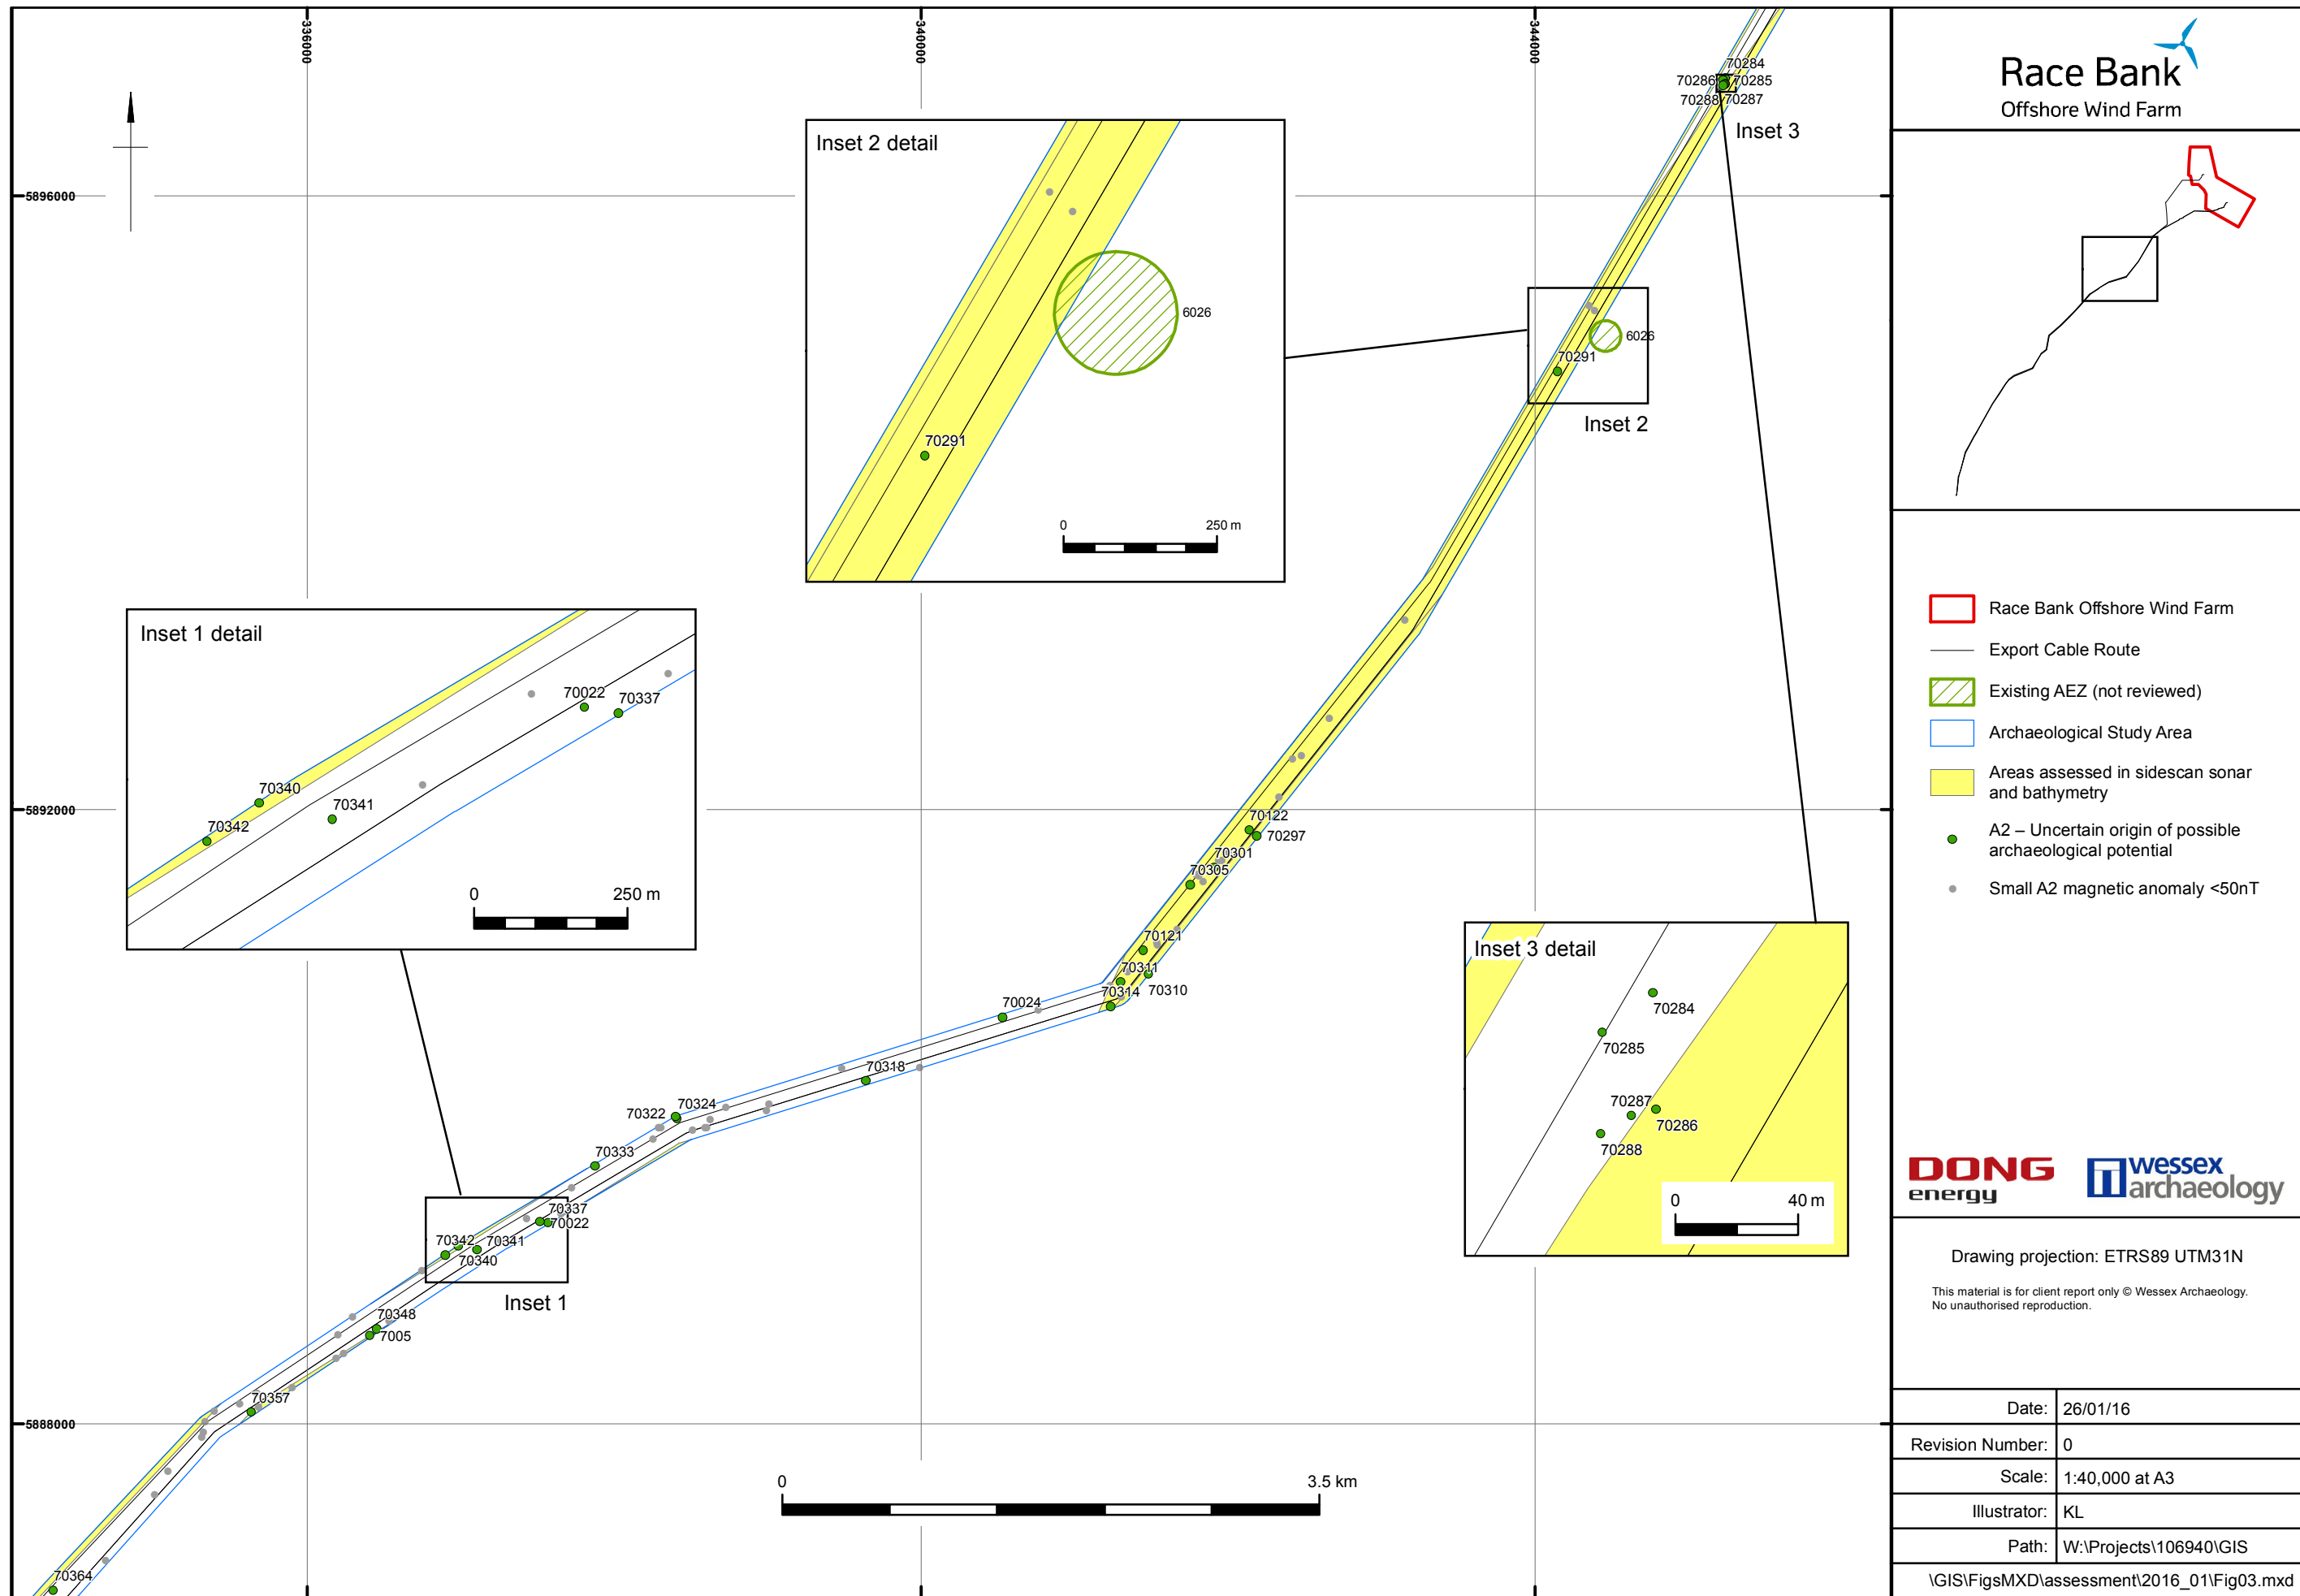 336000
340000
344000
5896000
5892000
5888000
70284
70286
70285
70288
70287
Inset 3
Inset 2 detail
6026
70291
0 250 m
6026
70291
Inset 2
Inset 1 detail
70022
70337
70340
70341
70342
0 250 m
70122
70297
70301
70305
70121
70311
70310
70314
70024
70318
70324
70322
70333
70337
70022
70342
70341
70340
Inset 1
70348
7005
70357
70364
Inset 3 detail
70284
70285
70287
70286
70288
0 40 m
0 3.5 km
Race Bank
Offshore Wind Farm
Race Bank Offshore Wind Farm
Export Cable Route
Existing AEZ (not reviewed)
Archaeological Study Area
Areas assessed in sidescan sonar
and bathymetry
A2 – Uncertain origin of possible
archaeological potential
Small A2 magnetic anomaly <50nT
DONG
energy
wessex
archaeology
Drawing projection: ETRS89 UTM31N
This material is for client report only © Wessex Archaeology.
No unauthorised reproduction.
Date: 26/01/16
Revision Number: 0
Scale: 1:40,000 at A3
Illustrator: KL
Path: W:\Projects\106940\GIS
\GIS\FigsMXD\assessment\2016_01\Fig03.mxd